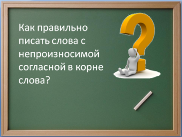 Как правильно
писать слова с
непроизносимой
согласной в корне
слова?